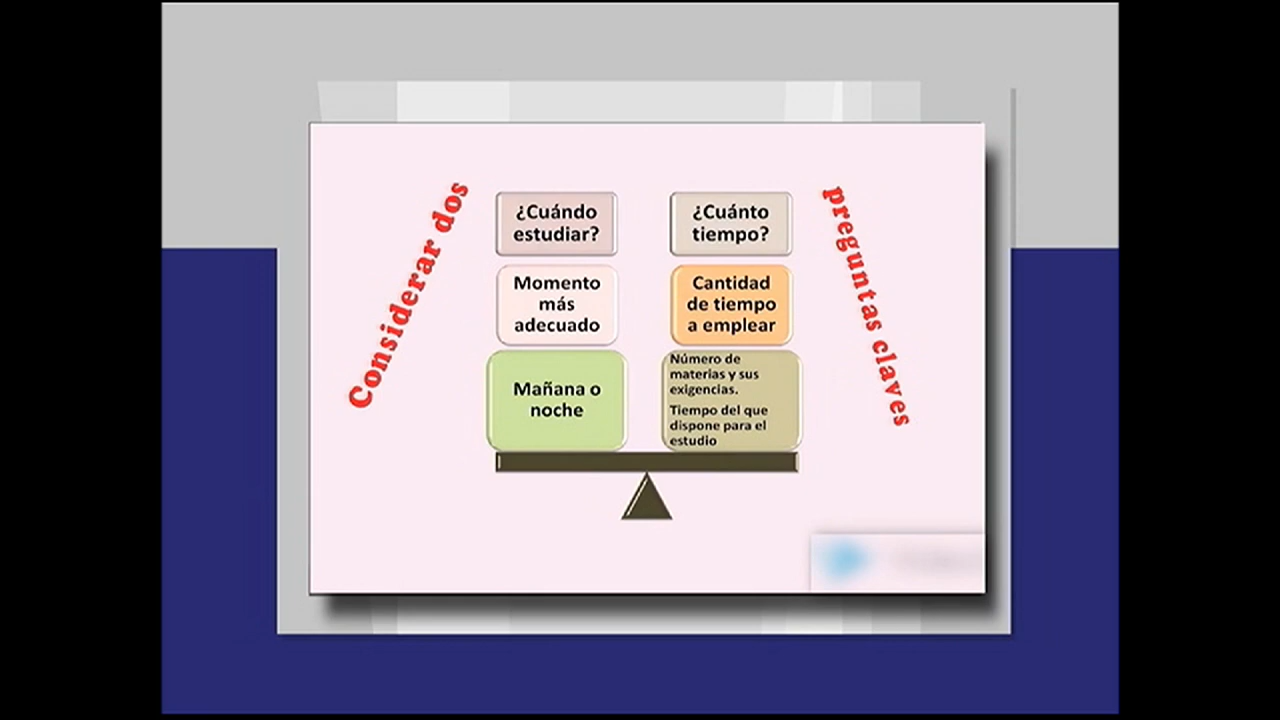 Considerar dos
preguntas claves
¿Cuándo
estudiar?
Momento
más
adecuado
Mañana o
noche
¿Cuánto
tiempo?
Cantidad
de tiempo
a emplear
Número de
materias y sus
exigencias.
Tiempo del que
dispone para el
estudio